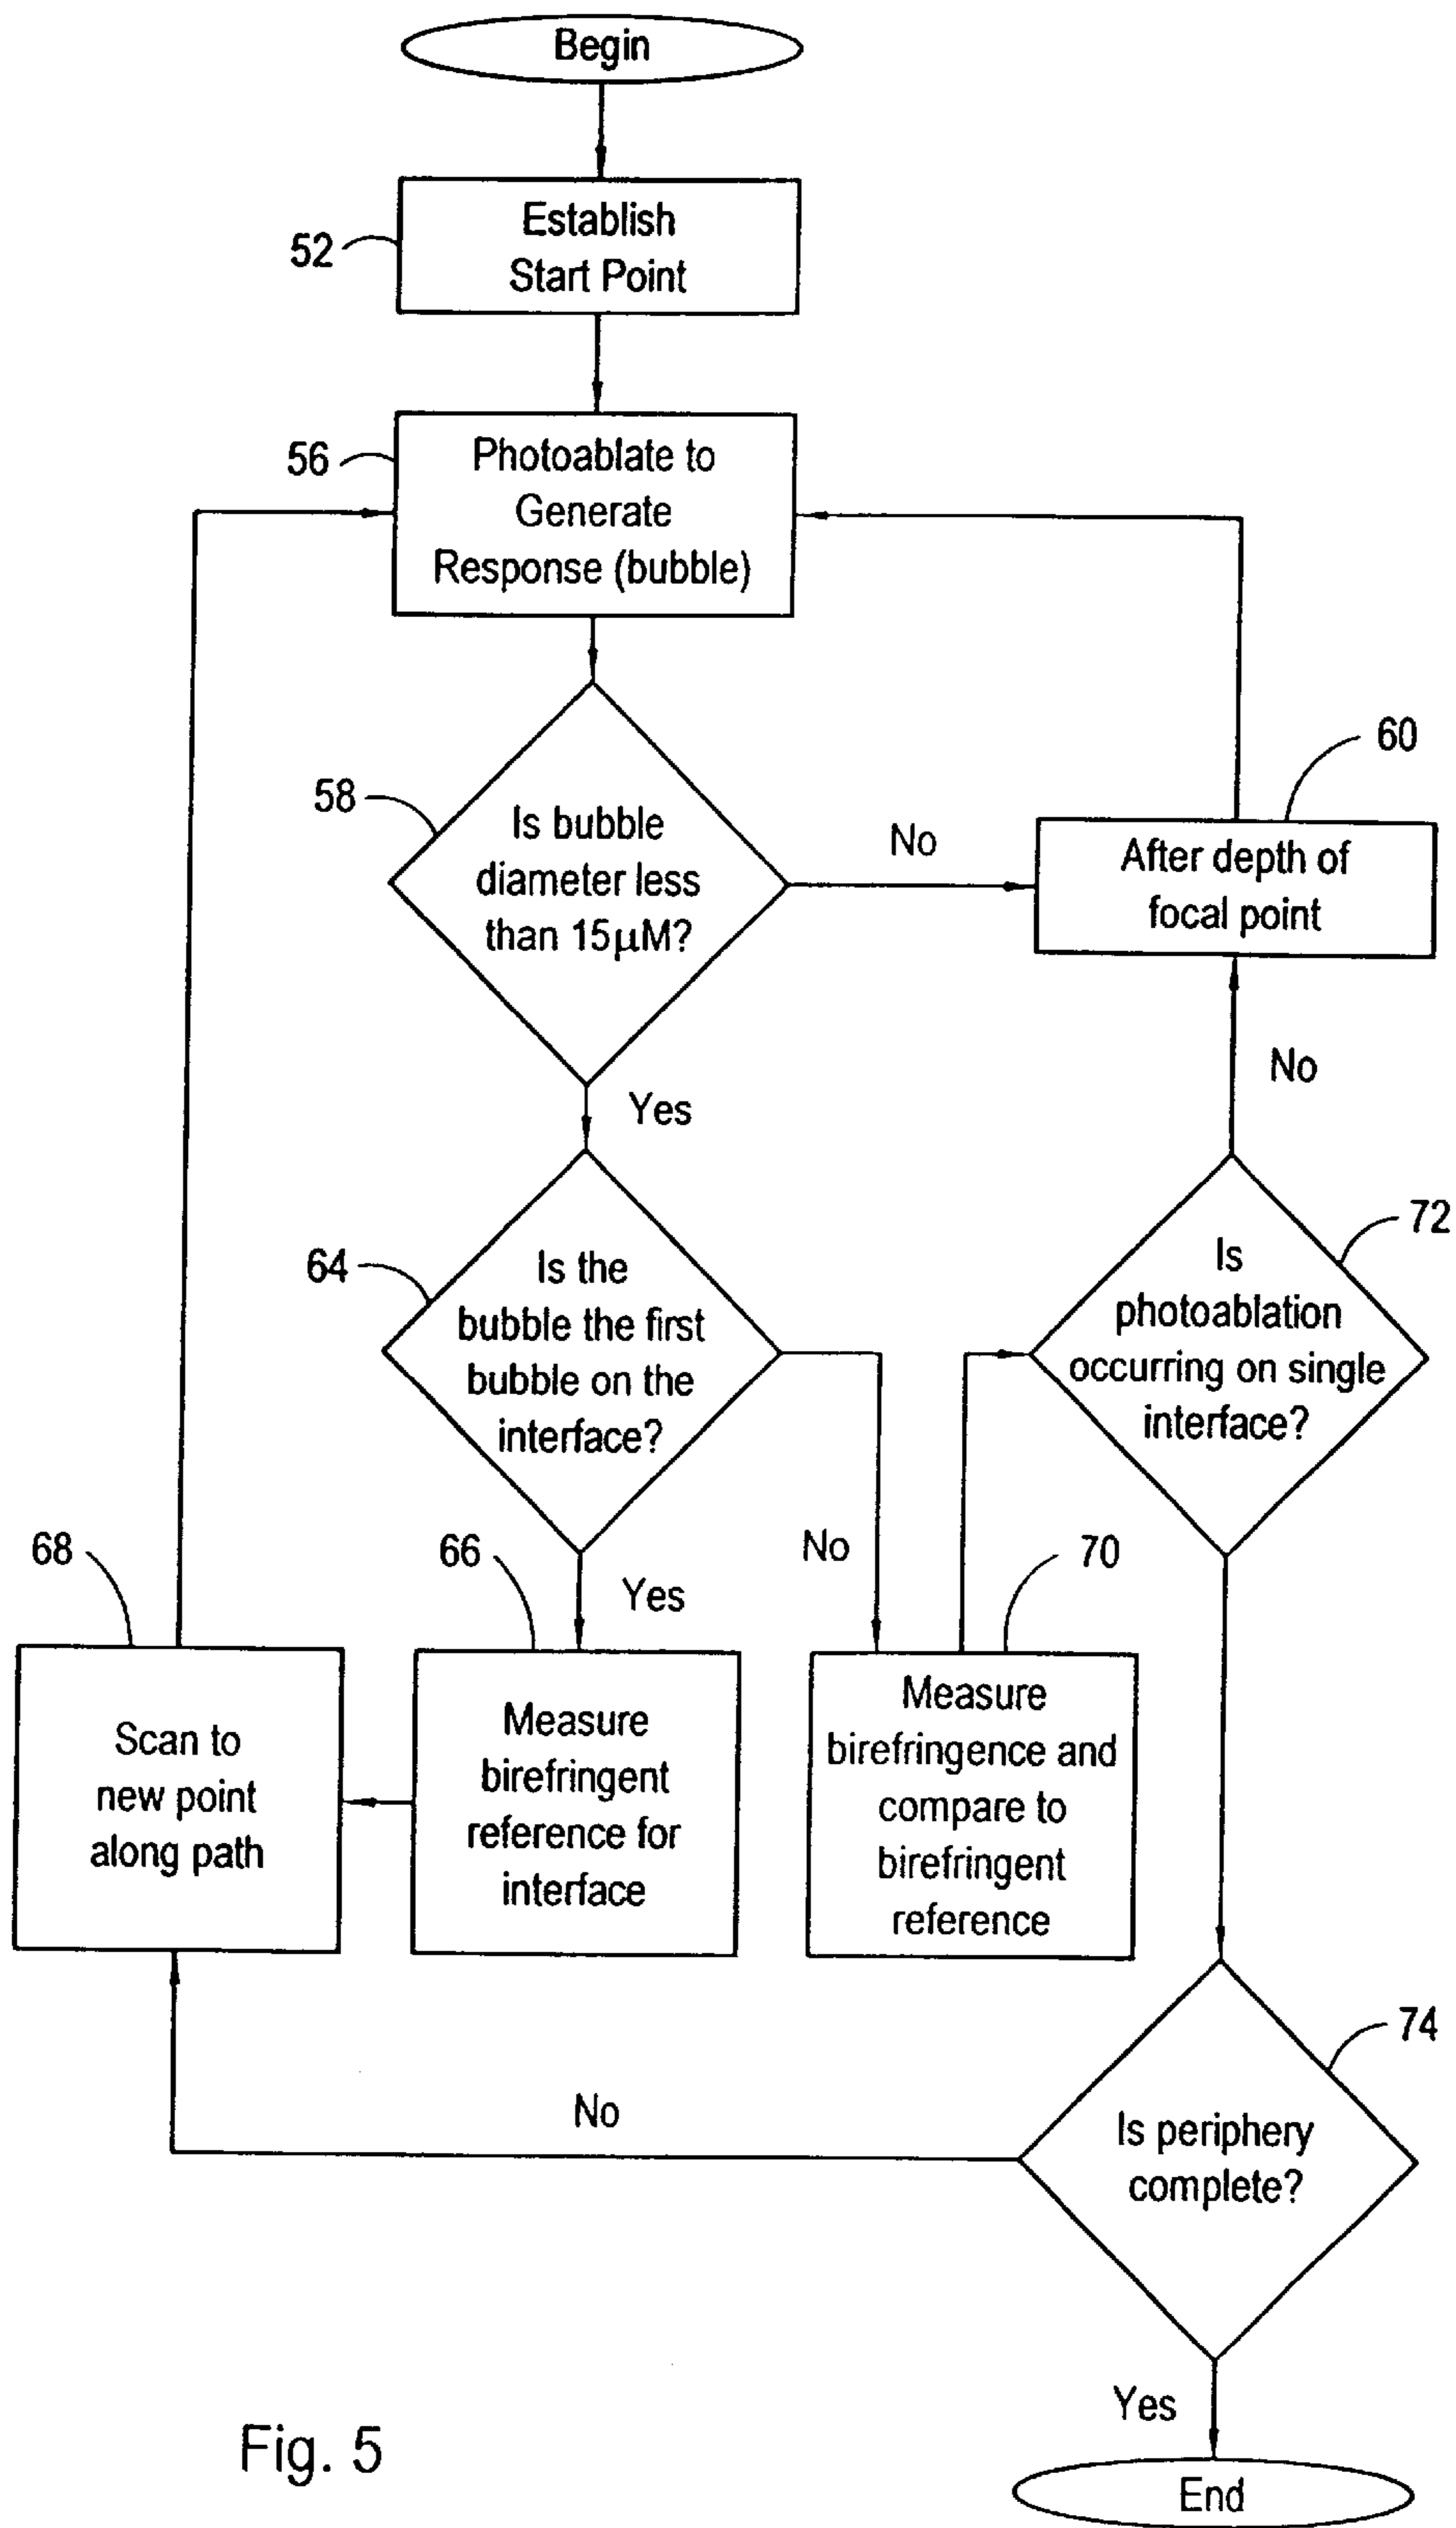 Begin
52
Establish
Start Point
56
Photoablate to
Generate
Response (bubble)
58
Is bubble
diameter less
than 15µM?
No
60
After depth of
focal point
Yes
No
64
Is the
bubble the first
bubble on the
interface?
72
Is
photoablation
occurring on single
interface?
68
66
Yes
No
70
Scan to
new point
along path
Measure
birefringent
reference for
interface
Measure
birefringence and
compare to
birefringent
reference
74
No
Is periphery
complete?
Yes
End
Fig. 5